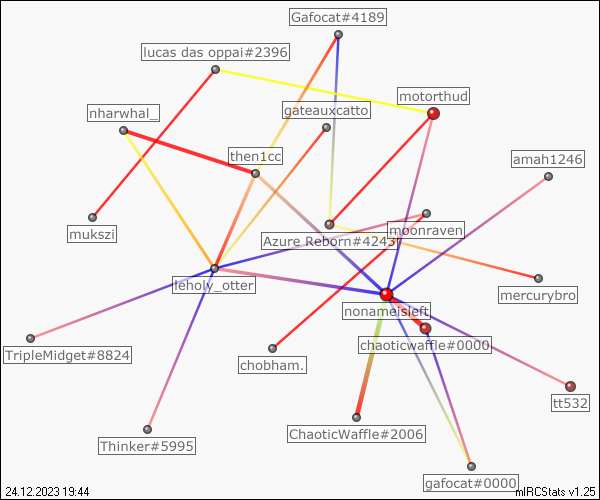 Gafocat#4189
lucas das oppai#2396
motorthud
nharwhal_
gateauxcatto
then1cc
amah1246
mukszi
Azure Reborn#4243
moonraven
leholy_otter
mercurybro
nonameisleft
chaoticwaffle#0000
TripleMidget#8824
chobham.
tt532
ChaoticWaffle#2006
Thinker#5995
gafocat#0000
24.12.2023 19:44
mIRCStats v1.25